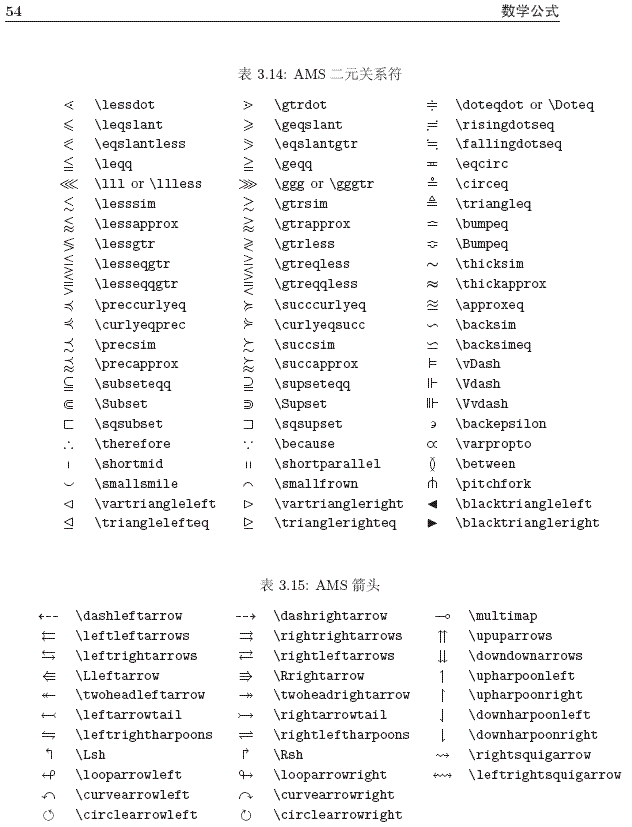 54 数学公式
表 3.14: AMS 二元关系符
⋖ \lessdot ⋗ \gtrdot ≑ \doteqdot or \Doteq
⩽ \leqslant ⩾ \geqslant ≓ \risingdotseq
⪕ \eqslantless ⪖ \eqslantgtr ≒ \fallingdotseq
≦ \leqq ≧ \geqq ≖ \eqcirc
⋘ \lll or \llless ⋙ \ggg or \gggtr ≗ \circeq
≲ \lesssim ≳ \gtrsim ≜ \triangleq
⪅ \lessapprox ⪆ \gtrapprox ≏ \bumpeq
≶ \lessgtr ≷ \gtrless ≎ \Bumpeq
⋚ \lesseqgtr ⋛ \gtreqless ∼ \thicksim
⪋ \lesseqqgtr ⪌ \gtreqqless ≈ \thickapprox
≼ \preccurlyeq ≽ \succcurlyeq ≊ \approxeq
⋞ \curlyeqprec ⋟ \curlyeqsucc ∽ \backsim
≾ \precsim ≿ \succsim ⋍ \backsimeq
⪷ \precapprox ⪸ \succapprox ⊨ \vDash
⫅ \subseteqq ⫆ \supseteqq ⊩ \Vdash
⋐ \Subset ⋑ \Supset ⊪ \Vvdash
⊏ \sqsubset ⊐ \sqsupset ϶ \backepsilon
∴ \therefore ∵ \because ∝ \varpropto
∣ \shortmid ∥ \shortparallel ≬ \between
⌣ \smallsmile ⌢ \smallfrown ⋔ \pitchfork
⊲ \vartriangleleft ⊳ \vartriangleright ◀ \blacktriangleleft
⊴ \trianglelefteq ⊵ \trianglerighteq ▶ \blacktriangleright
表 3.15: AMS 箭头
⇠ \dashleftarrow ⇢ \dashrightarrow ⊸ \multimap
⇇ \leftleftarrows ⇉ \rightrightarrows ⇈ \upuparrows
⇆ \leftrightarrows ⇄ \rightleftarrows ⇊ \downdownarrows
⇚ \Lleftarrow ⇛ \Rrightarrow ↿ \upharpoonleft
↞ \twoheadleftarrow ↠ \twoheadrightarrow ↾ \upharpoonright
↢ \leftarrowtail ↣ \rightarrowtail ⇃ \downharpoonleft
⇋ \leftrightharpoons ⇌ \rightleftharpoons ⇂ \downharpoonright
↰ \Lsh ↱ \Rsh ⇝ \rightsquigarrow
↫ \looparrowleft ↬ \looparrowright ↭ \leftrightsquigarrow
↶ \curvearrowleft ↷ \curvearrowright
↺ \circlearrowleft ↻ \circlearrowright